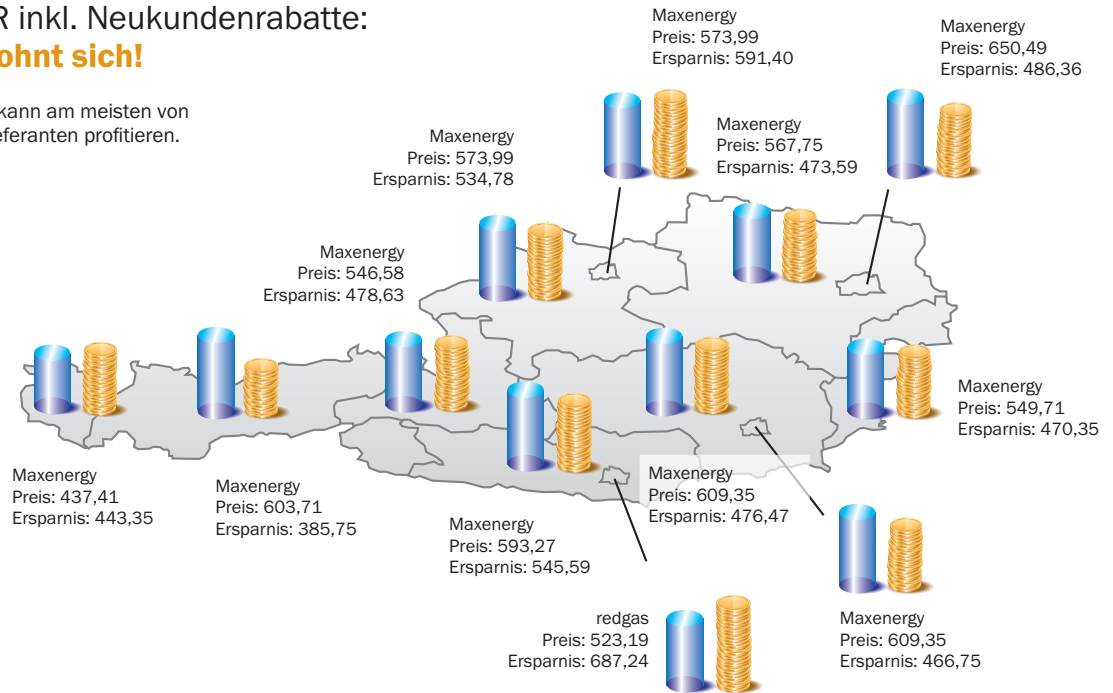 R inkl. Neukundenrabatte:
ohnt sich!
kann am meisten von
eferanten profitieren.
Maxenergy
Preis: 573,99
Ersparnis: 591,40
Maxenergy
Preis: 650,49
Ersparnis: 486,36
Maxenergy
Preis: 573,99
Ersparnis: 534,78
Maxenergy
Preis: 567,75
Ersparnis: 473,59
Maxenergy
Preis: 546,58
Ersparnis: 478,63
Maxenergy
Preis: 549,71
Ersparnis: 470,35
Maxenergy
Preis: 437,41
Ersparnis: 443,35
Maxenergy
Preis: 603,71
Ersparnis: 385,75
Maxenergy
Preis: 609,35
Ersparnis: 476,47
Maxenergy
Preis: 593,27
Ersparnis: 545,59
redgas
Preis: 523,19
Ersparnis: 687,24
Maxenergy
Preis: 609,35
Ersparnis: 466,75